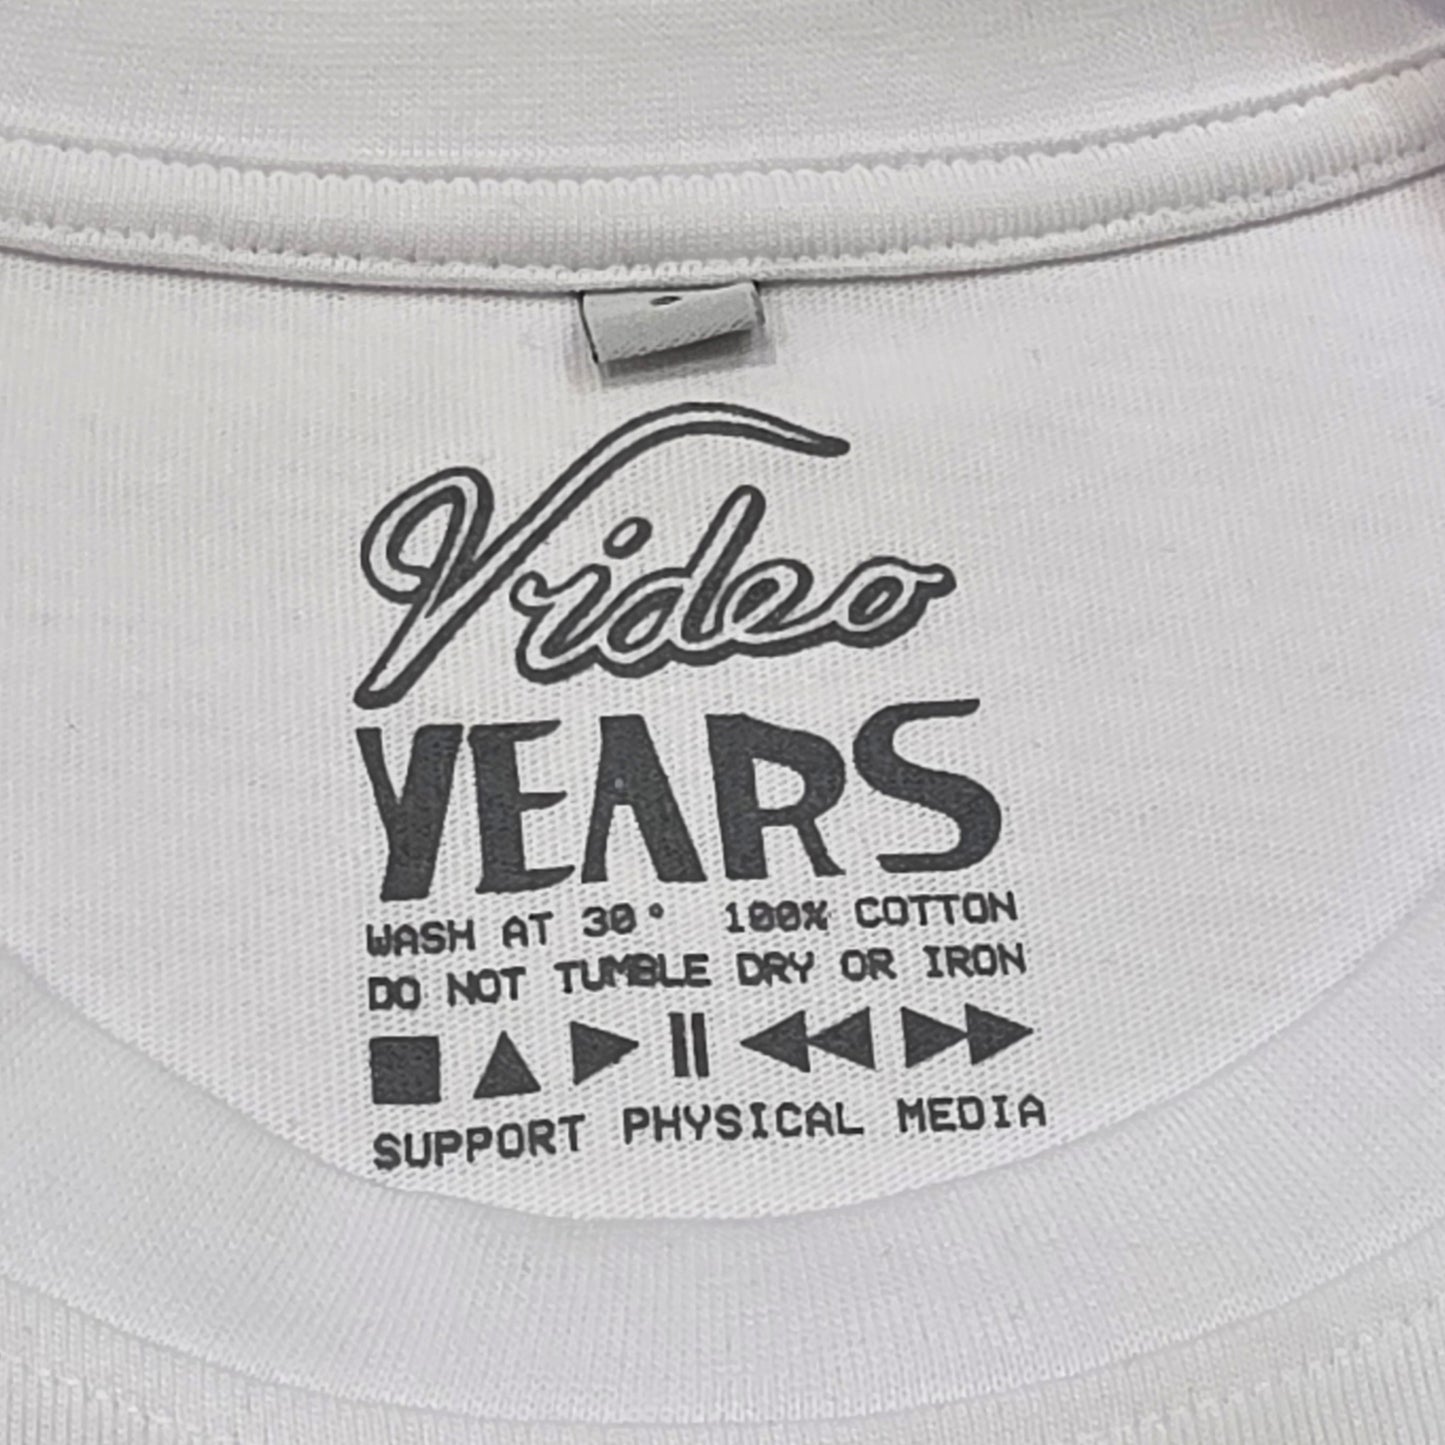 Video
YEARS
WASH AT 30° 100% COTTON
DO NOT TUMBLE DRY OR IRON
SUPPORT PHYSICAL MEDIA